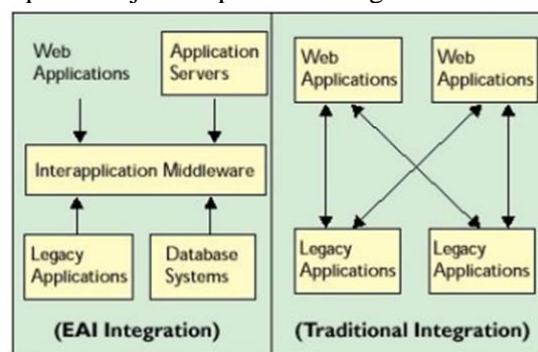 Web
Applications
Application
Servers
Interapplication Middleware
Legacy
Applications
Database
Systems
(EAI Integration)
Web
Applications
Web
Applications
Legacy
Applications
Legacy
Applications
(Traditional Integration)